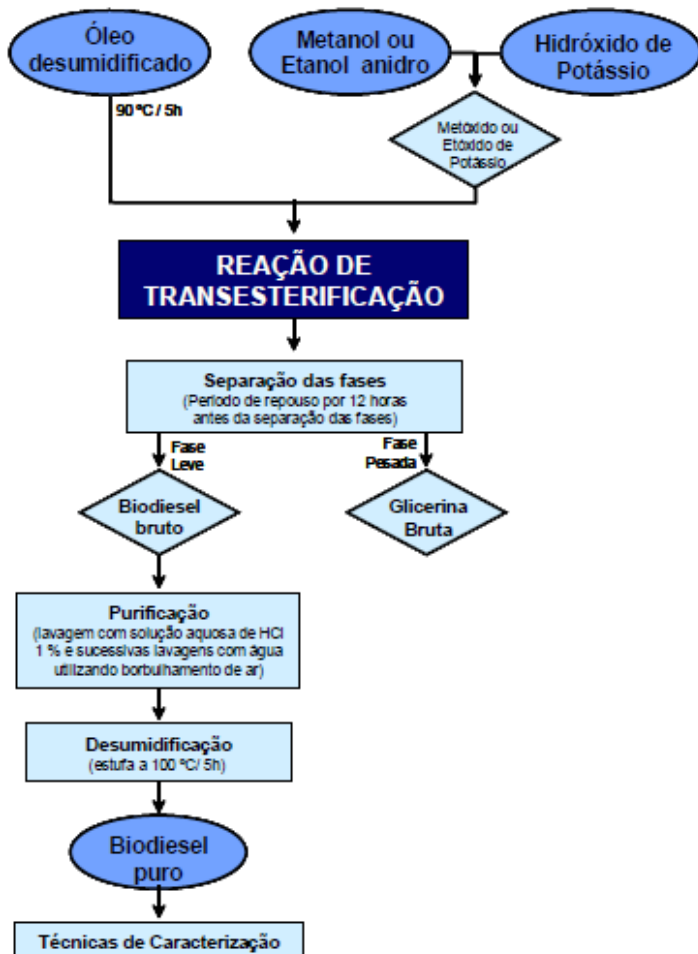 Óleo
desumidificado
Metanol ou
Etanol anidro
Hidróxido de
Potássio
90 ºC / 5h
Metóxido ou
Etóxido de
Potássio
REAÇÃO DE
TRANSESTERIFICAÇÃO
Separação das fases
(Período de repouso por 12 horas
antes da separação das fases)
Fase
Leve
Fase
Pesada
Biodiesel
bruto
Glicerina
Bruta
Purificação
(lavagem com solução aquosa de HCl
1 % e sucessivas lavagens com água
utilizando borbulhamento de ar)
Desumidificação
(estufa a 100 ºC/ 5h)
Biodiesel
puro
Técnicas de Caracterização